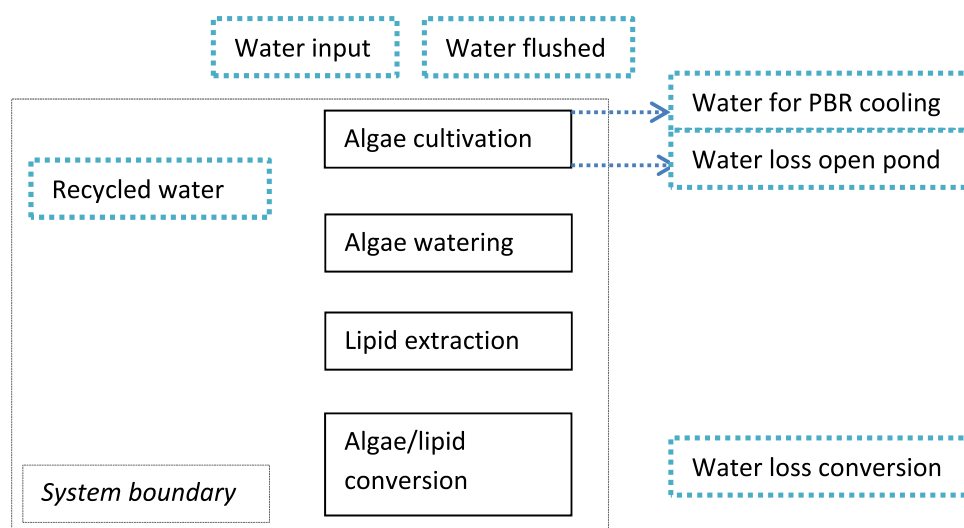 Water input
Water flushed
Water for PBR cooling
Algae cultivation
Water loss open pond
Recycled water
Algae watering
Lipid extraction
Algae/lipid
conversion
Water loss conversion
System boundary